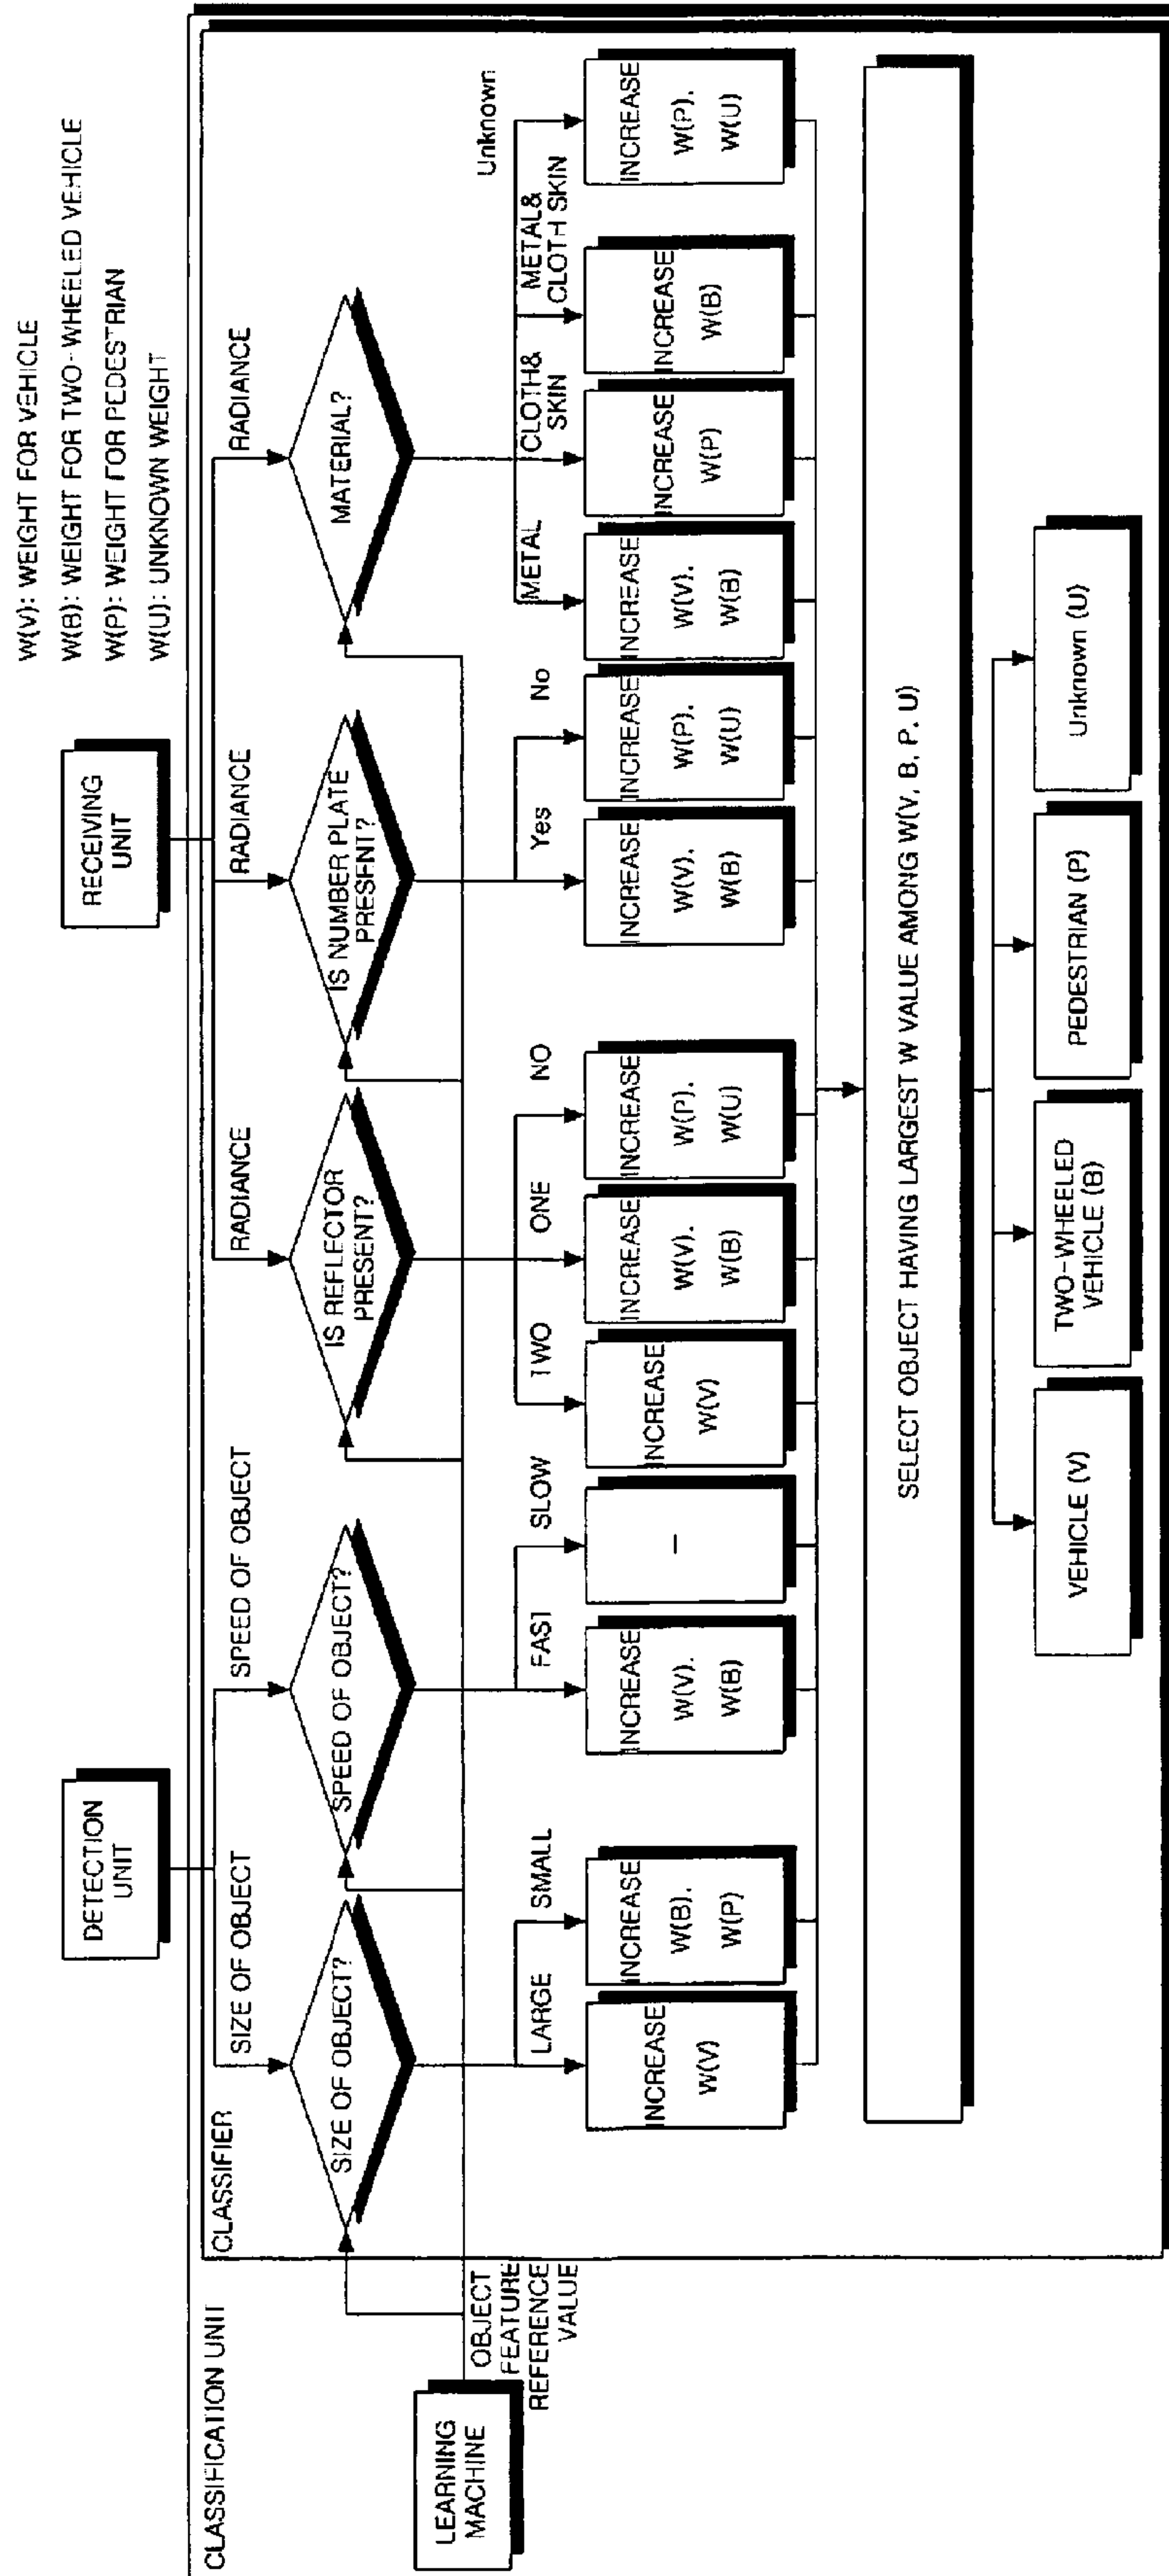 W(V): WEIGHT FOR VEHICLE
W(B): WEIGHT FOR TWO-WHEELED VEHICLE
W(P): WEIGHT FOR PEDESTRIAN
W(U): UNKNOWN WEIGHT
DETECTION
UNIT
RECEIVING
UNIT
CLASSIFICATION UNIT
CLASSIFIER
SIZE OF OBJECT
SPEED OF OBJECT
RADIANCE
RADIANCE
RADIANCE
SIZE OF OBJECT?
SPEED OF OBJECT?
IS REFLECTOR
PRESENT?
IS NUMBER PLATE
PRESENT?
MATERIAL?
LEARNING
MACHINE
OBJECT
FEATURE
REFERENCE
VALUE
LARGE
SMALL
FAST
SLOW
TWO
ONE
NO
Yes
No
METAL
CLOTH&
SKIN
METAL&
CLOTH SKIN
Unknown
INCREASE
W(V)
INCREASE
W(B).
W(P)
INCREASE
W(V).
W(B)
–
INCREASE
W(V)
INCREASE
W(V).
W(B)
INCREASE
W(P).
W(U)
INCREASE
W(V).
W(B)
INCREASE
W(P).
W(U)
INCREASE
W(V).
W(B)
INCREASE
W(P)
INCREASE
W(B)
INCREASE
W(P).
W(U)
SELECT OBJECT HAVING LARGEST W VALUE AMONG W(V, B, P, U)
VEHICLE (V)
TWO-WHEELED
VEHICLE (B)
PEDESTRIAN (P)
Unknown (U)